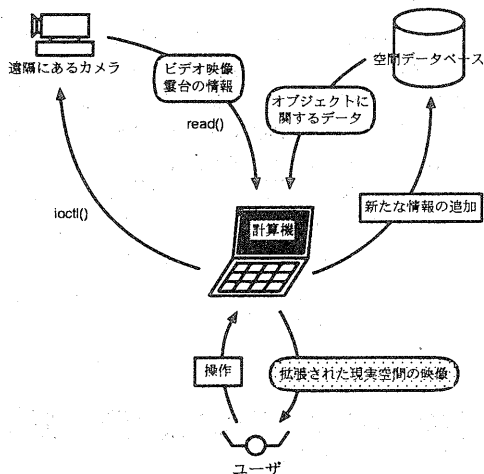 遠隔にあるカメラ
ビデオ映像
雲台の情報
read()
空間データベース
オブジェクトに
関するデータ
ioctl()
新たな情報の追加
計算機
操作
拡張された現実空間の映像
ユーザ